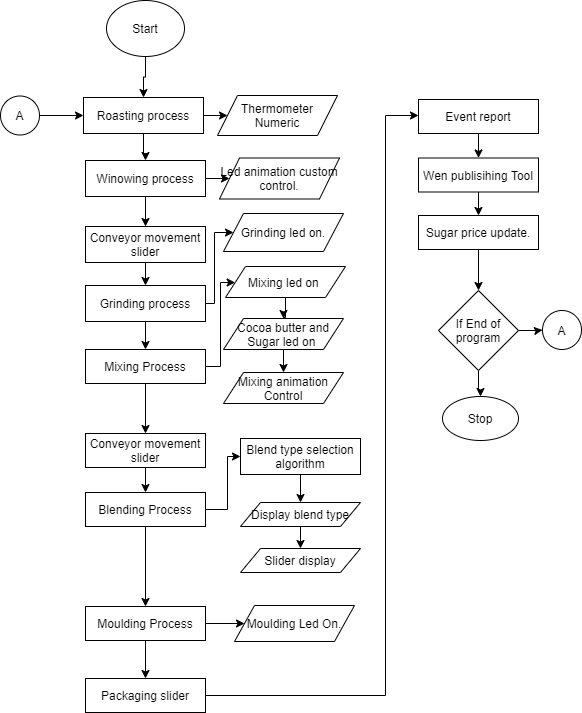 Start
A
Roasting process
Thermometer
Numeric
Winowing process
Led animation custom
control.
Conveyor movement
slider
Grinding led on.
Grinding process
Mixing led on
Cocoa butter and
Sugar led on
Mixing Process
Mixing animation
Control
Conveyor movement
slider
Blend type selection
algorithm
Blending Process
Display blend type
Slider display
Moulding Process
Moulding Led On.
Packaging slider
Event report
Wen publisihing Tool
Sugar price update.
If End of
program
A
Stop